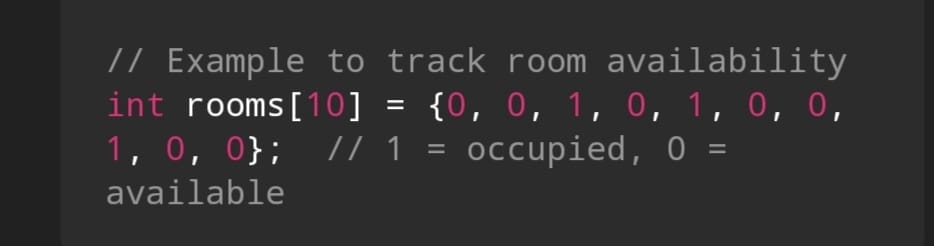 // Example to track room availability
int rooms[10] = {0, 0, 1, 0, 1, 0, 0,
1, 0, 0};  // 1 = occupied, 0 =
available